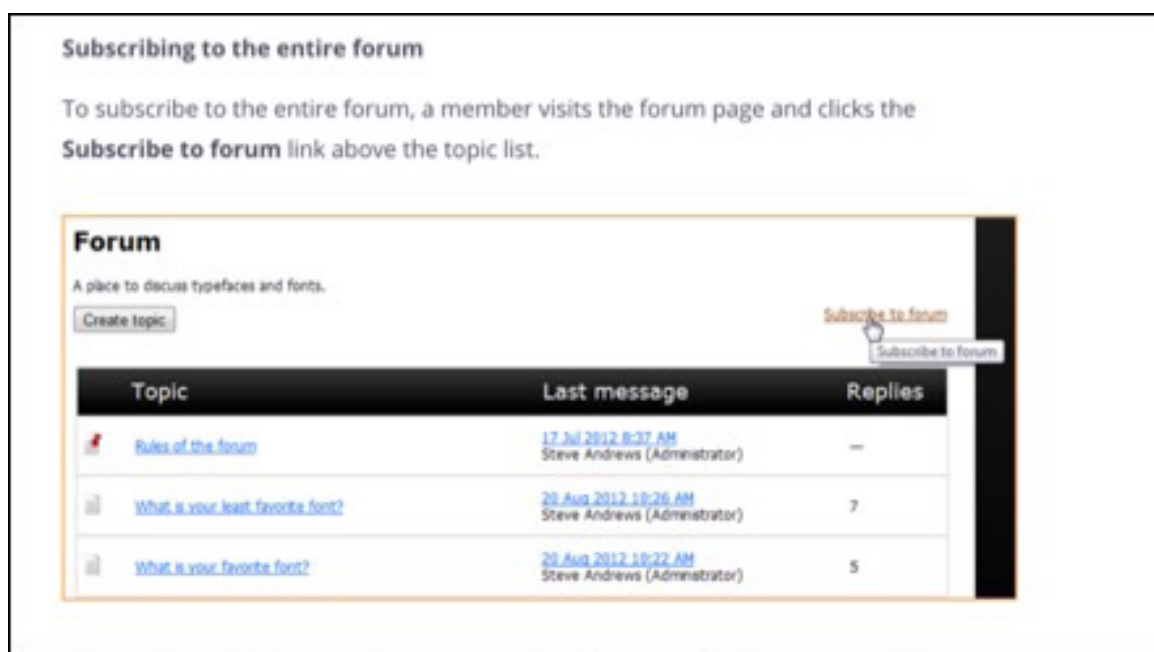 Subscribing to the entire forum
To subscribe to the entire forum, a member visits the forum page and clicks the
Subscribe to forum link above the topic list.
Forum
A place to discuss typefaces and fonts.
Create topic
Subscribe to forum
Subscribe to forum
Topic Last message Replies
Rules of the forum 17 Jul 2012 8:37 AM —
Steve Andrews (Administrator)
What is your least favorite font? 20 Aug 2012 10:26 AM 7
Steve Andrews (Administrator)
What is your favorite font? 20 Aug 2012 10:22 AM 5
Steve Andrews (Administrator)